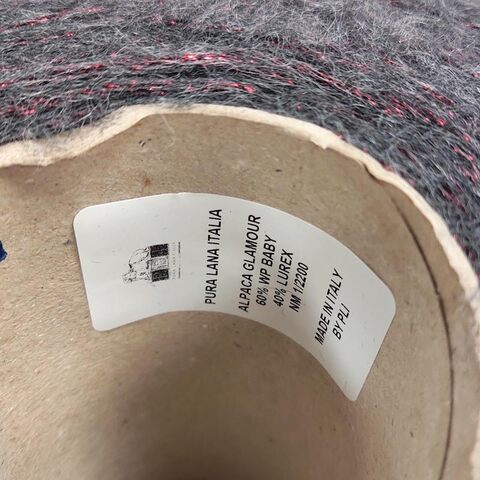 PURA LANA ITALIA
ALPACA GLAMOUR
60% WP BABY
40% LUREX
NM 1/2200
MADE IN ITALY
BY.PLI